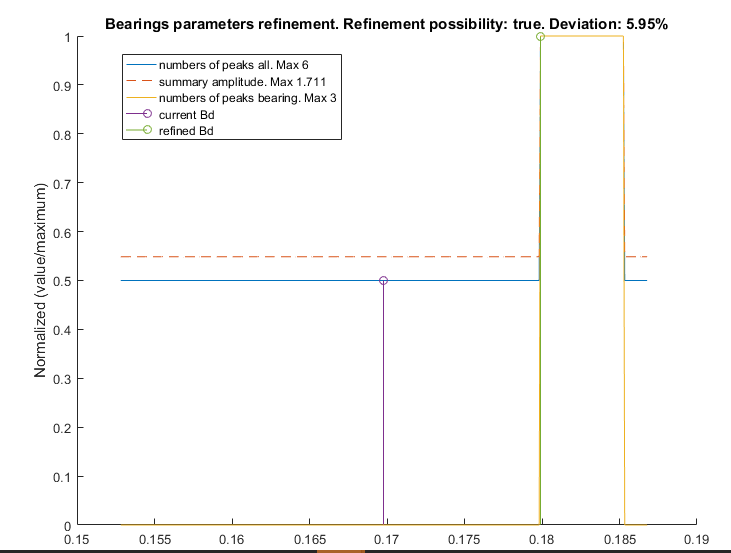 Bearings parameters refinement. Refinement possibility: true. Deviation: 5.95%
1
0.9
0.8
0.7
0.6
0.5
0.4
0.3
0.2
0.1
0
Normalized (value/maximum)
numbers of peaks all. Max 6
summary amplitude. Max 1.711
numbers of peaks bearing. Max 3
current Bd
refined Bd
0.15 0.155 0.16 0.165 0.17 0.175 0.18 0.185 0.19